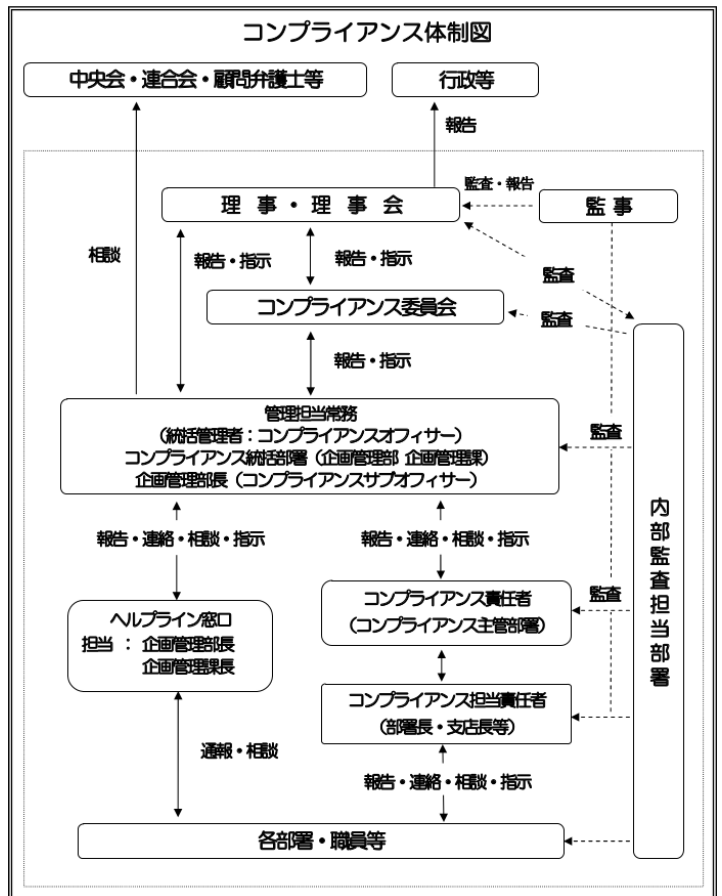 コンプライアンス体制図
中央会・連合会・顧問弁護士等
行政等
報告
監査・報告
理事・理事会
監事
相談
報告・指示
報告・指示
監査
コンプライアンス委員会
監査
報告・指示
管理担当常務
(統括管理者：コンプライアンスオフィサー)
コンプライアンス統括部署(企画管理部 企画管理課)
企画管理部長(コンプライアンスサブオフィサー)
監査
内部監査担当部署
報告・連絡・相談・指示
報告・連絡・相談・指示
ヘルプライン窓口
担当 ： 企画管理部長
企画管理課長
コンプライアンス責任者
(コンプライアンス主管部署)
監査
コンプライアンス担当責任者
(部署長・支店長等)
通報・相談
報告・連絡・相談・指示
各部署・職員等